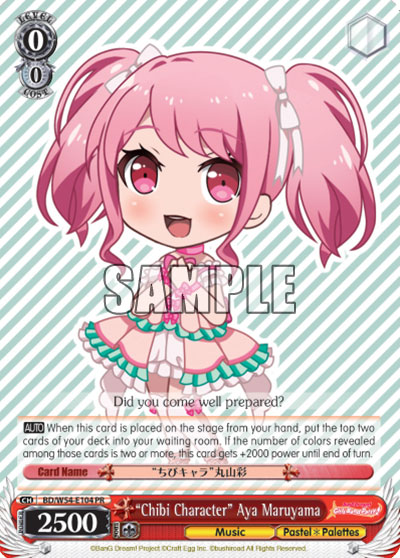 LEVEL
0
0
COST
SAMPLE
Did you come well prepared?
AUTO When this card is placed on the stage from your hand, put the top two
cards of your deck into your waiting room. If the number of colors revealed
among those cards is two or more, this card gets +2000 power until end of turn.
Card Name "ちびキャラ"丸山彩
CH BD/W54-E104 PR
"Chibi Character" Aya Maruyama
POWER 2500
Music Pastel＊Palettes
©BanG Dream! Project ©Craft Egg Inc. ©bushiroad All Rights Reserved.